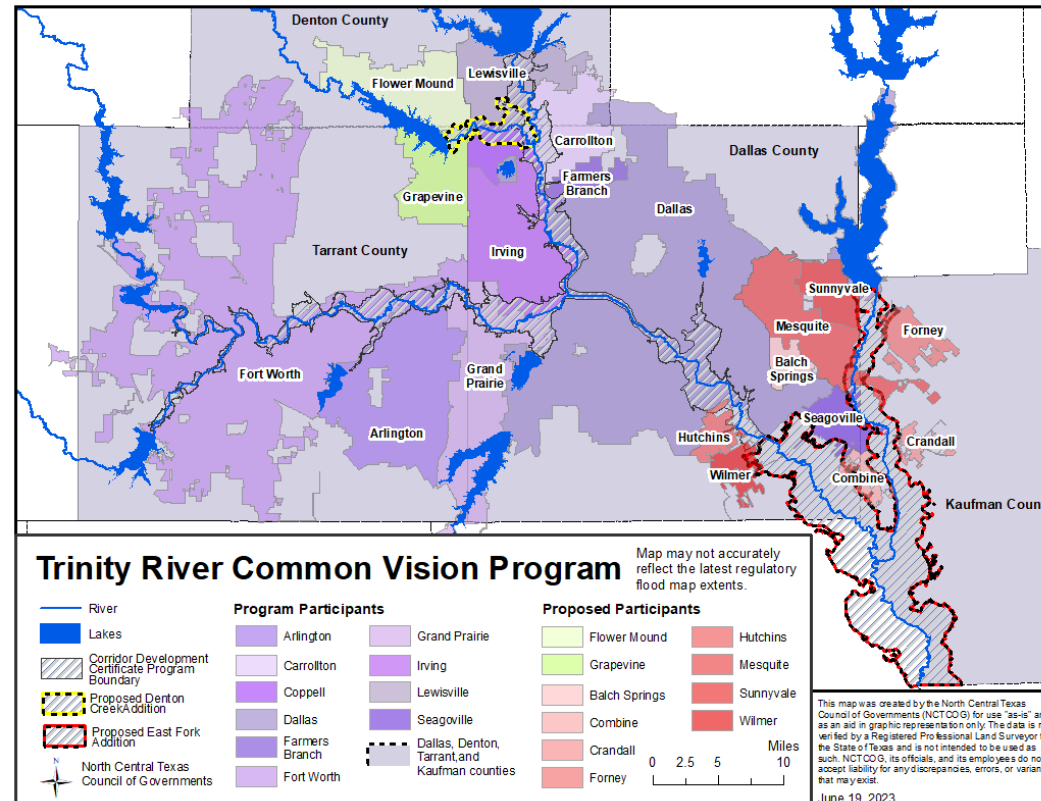 Denton County
Lewisville
Flower Mound
Carrollton
Dallas County
Farmers
Branch
Grapevine
Dallas
Tarrant County
Irving
Sunnyvale
Mesquite
Forney
Balch
Springs
Fort Worth
Grand
Prairie
Seagoville
Arlington
Hutchins
Crandall
Wilmer
Combine
Kaufman Coun
Trinity River Common Vision Program
Map may not accurately
reflect the latest regulatory
flood map extents.
River
Lakes
Corridor Development
Certificate Program
Boundary
Proposed Denton
CreekAddition
Proposed East Fork
Addition
North Central Texas
Council of Governments
Program Participants
Arlington
Carrollton
Coppell
Dallas
Farmers
Branch
Fort Worth
Grand Prairie
Irving
Lewisville
Seagoville
Dallas, Denton,
Tarrant,and
Kaufman counties
Proposed Participants
Flower Mound
Grapevine
Balch Springs
Combine
Crandall
Forney
Hutchins
Mesquite
Sunnyvale
Wilmer
Miles
0 2.5 5 10
This map was created by the North Central Texas
Council of Governments (NCTCOG) for use "as-is" an
as an aid in graphic representation only. The data is n
verified by a Registered Professional Land Surveyor f
the State of Texas and is not intended to be used as
such. NCTCOG, its officials, and its employees do no
accept liability for any discrepancies, errors, or varian
that may exist.
June 19, 2023